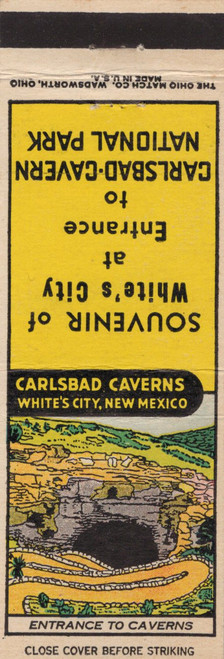 THE OHIO MATCH CO. WADSWORTH, OHIO
MADE IN U.S.A.
SOUVENIR of
White's City
at
Entrance
to
CARLSBAD-CAVERN
NATIONAL PARK
CARLSBAD CAVERNS
WHITE'S CITY, NEW MEXICO
ENTRANCE TO CAVERNS
CLOSE COVER BEFORE STRIKING